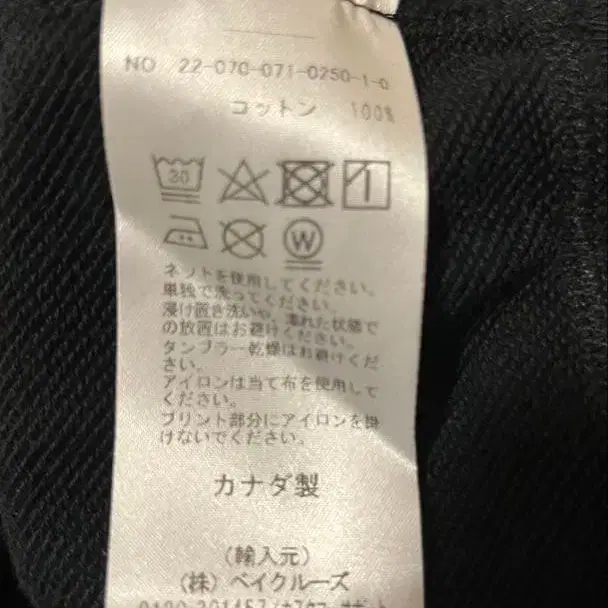 NO 22-070-071-0250-1-0
コットン 100%
30
W
ネットを使用してください。
単独で洗ってください。
浸け置き洗いや、濡れた状態で
の放置はお避けください。
タンブラー乾燥はお避けくだ
さい。
アイロンは当て布を使用して
ください。
プリント部分にアイロンを掛
けないでください。
カナダ製
(輸入元)
(株) ベイクルーズ